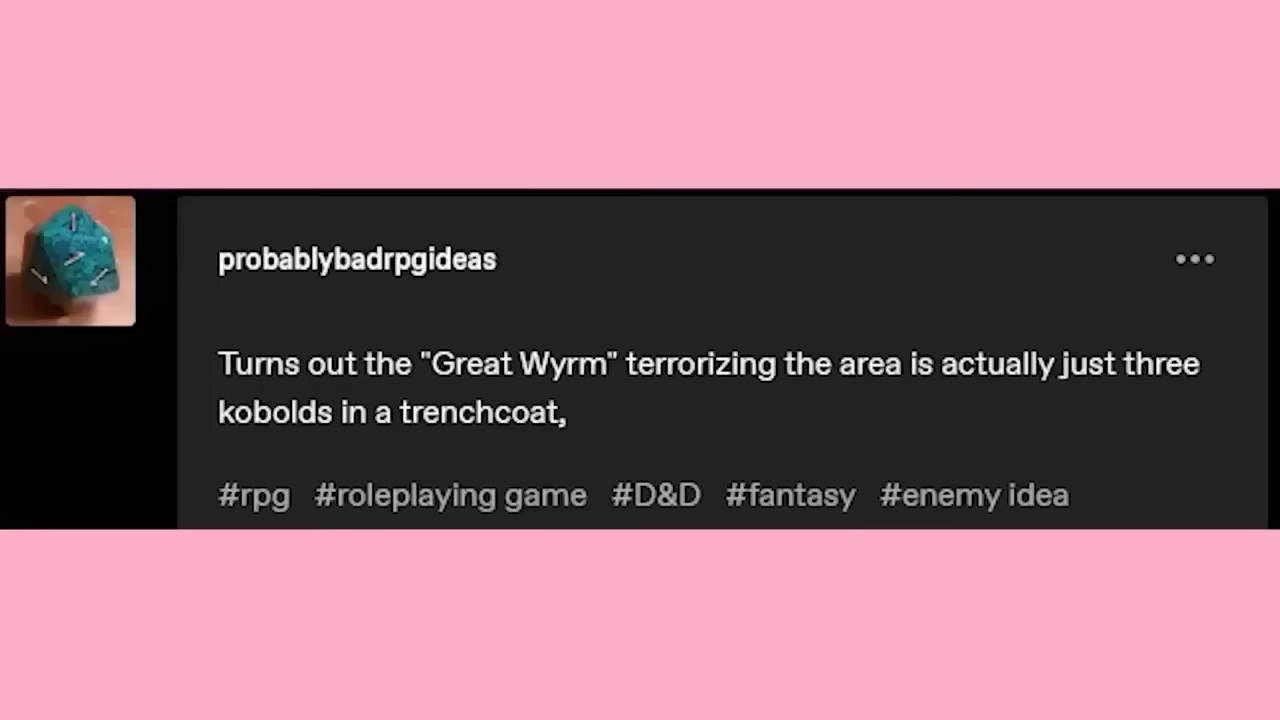 probablybadrpgideas
Turns out the "Great Wyrm" terrorizing the area is actually just three
kobolds in a trenchcoat,
#rpg #roleplaying game #D&D #fantasy #enemy idea